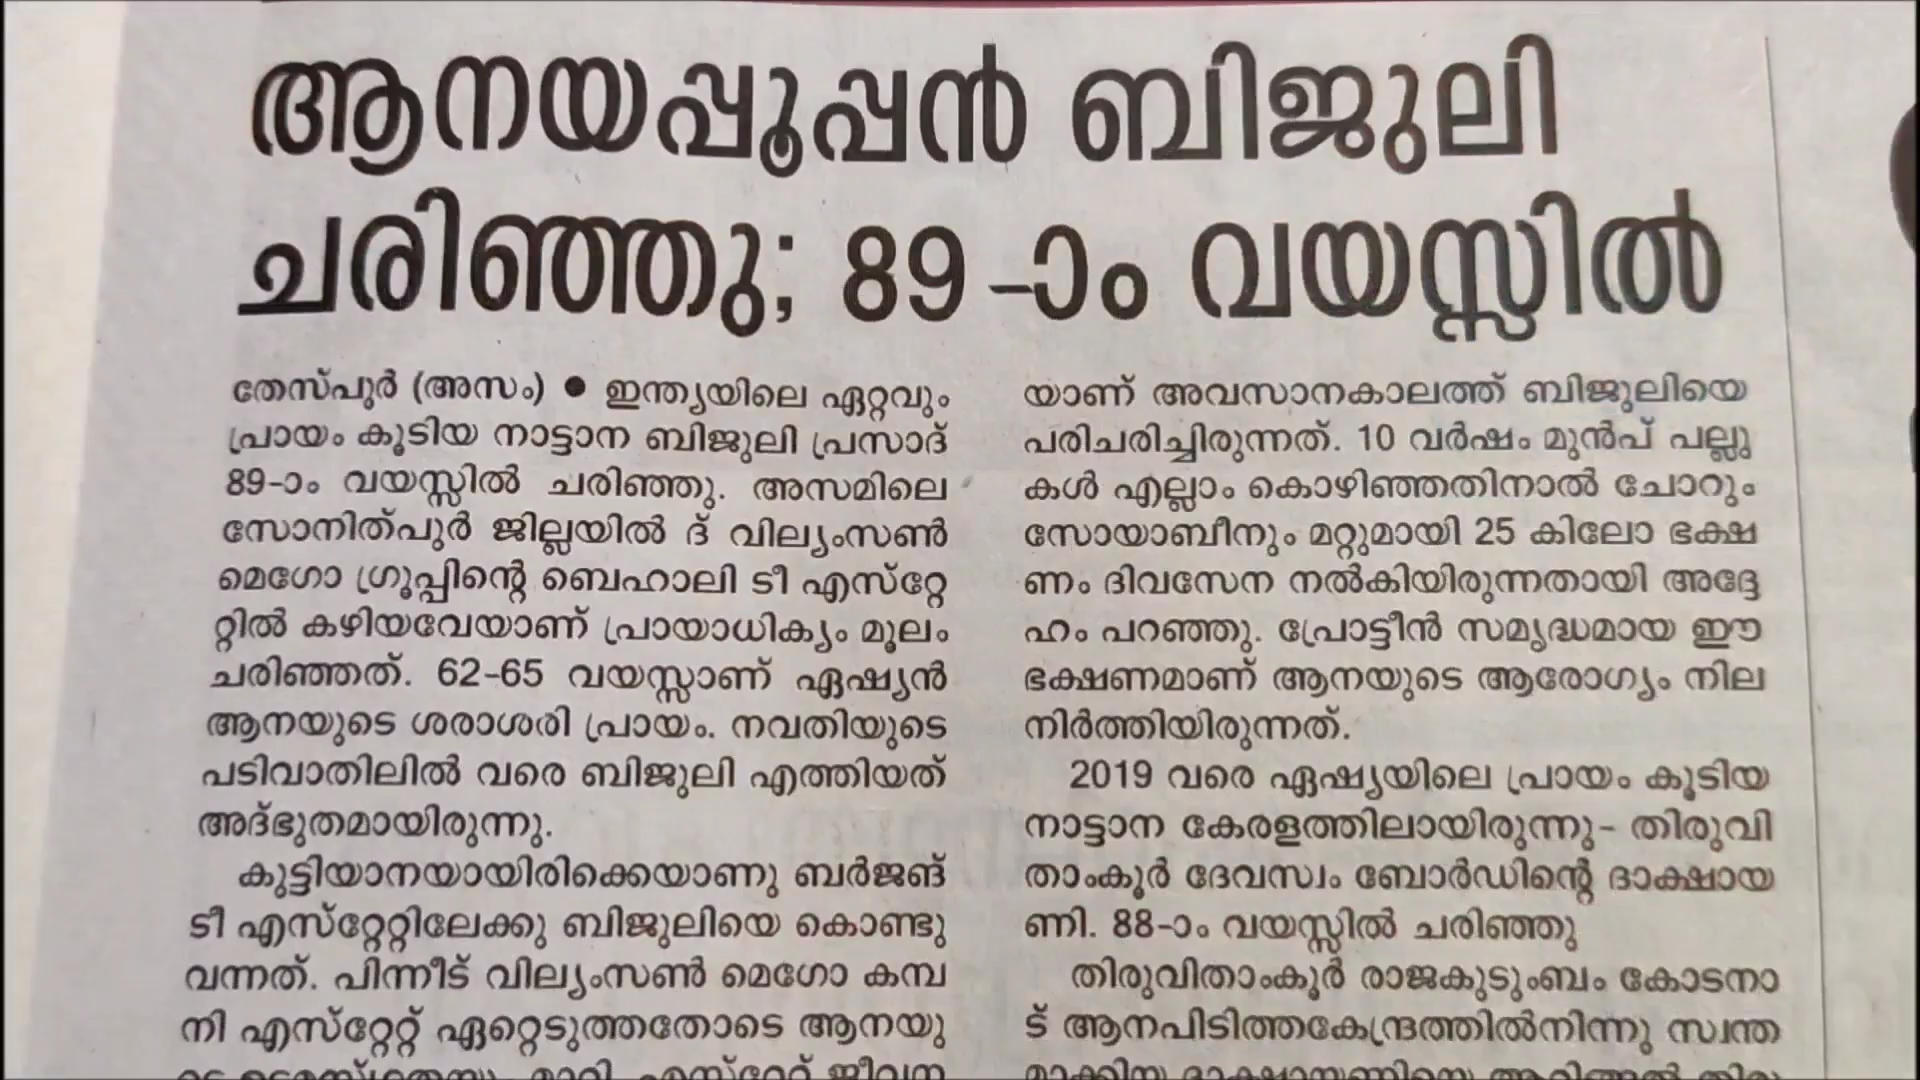 ആനയപ്പൂപ്പൻ ബിജുലി
ചരിഞ്ഞു; 89-ാം വയസ്സിൽ
തേസ്പുർ (അസം) ● ഇന്ത്യയിലെ ഏറ്റവും
പ്രായം കൂടിയ നാട്ടാന ബിജുലി പ്രസാദ്
89-ാം വയസ്സിൽ ചരിഞ്ഞു. അസമിലെ
സോനിത്പുർ ജില്ലയിൽ ദ് വില്യംസൺ
മെഗോ ഗ്രൂപ്പിന്റെ ബെഹാലി ടീ എസ്റ്റേ
റ്റിൽ കഴിയവേയാണ് പ്രായാധിക്യം മൂലം
ചരിഞ്ഞത്. 62-65 വയസ്സാണ് ഏഷ്യൻ
ആനയുടെ ശരാശരി പ്രായം. നവതിയുടെ
പടിവാതിലിൽ വരെ ബിജുലി എത്തിയത്
അദ്ഭുതമായിരുന്നു.
കുട്ടിയാനയായിരിക്കെയാണു ബർജങ്
ടീ എസ്റ്റേറ്റിലേക്കു ബിജുലിയെ കൊണ്ടു
വന്നത്. പിന്നീട് വില്യംസൺ മെഗോ കമ്പ
നി എസ്റ്റേറ്റ് ഏറ്റെടുത്തതോടെ ആനയു
യാണ് അവസാനകാലത്ത് ബിജുലിയെ
പരിചരിച്ചിരുന്നത്. 10 വർഷം മുൻപ് പല്ലു
കൾ എല്ലാം കൊഴിഞ്ഞതിനാൽ ചോറും
സോയാബീനും മറ്റുമായി 25 കിലോ ഭക്ഷ
ണം ദിവസേന നൽകിയിരുന്നതായി അദ്ദേ
ഹം പറഞ്ഞു. പ്രോട്ടീൻ സമൃദ്ധമായ ഈ
ഭക്ഷണമാണ് ആനയുടെ ആരോഗ്യം നില
നിർത്തിയിരുന്നത്.
2019 വരെ ഏഷ്യയിലെ പ്രായം കൂടിയ
നാട്ടാന കേരളത്തിലായിരുന്നു- തിരുവി
താംകൂർ ദേവസ്വം ബോർഡിന്റെ ദാക്ഷായ
ണി. 88-ാം വയസ്സിൽ ചരിഞ്ഞു
തിരുവിതാംകൂർ രാജകുടുംബം കോടനാ
ട് ആനപിടിത്തകേന്ദ്രത്തിൽനിന്നു സ്വന്ത